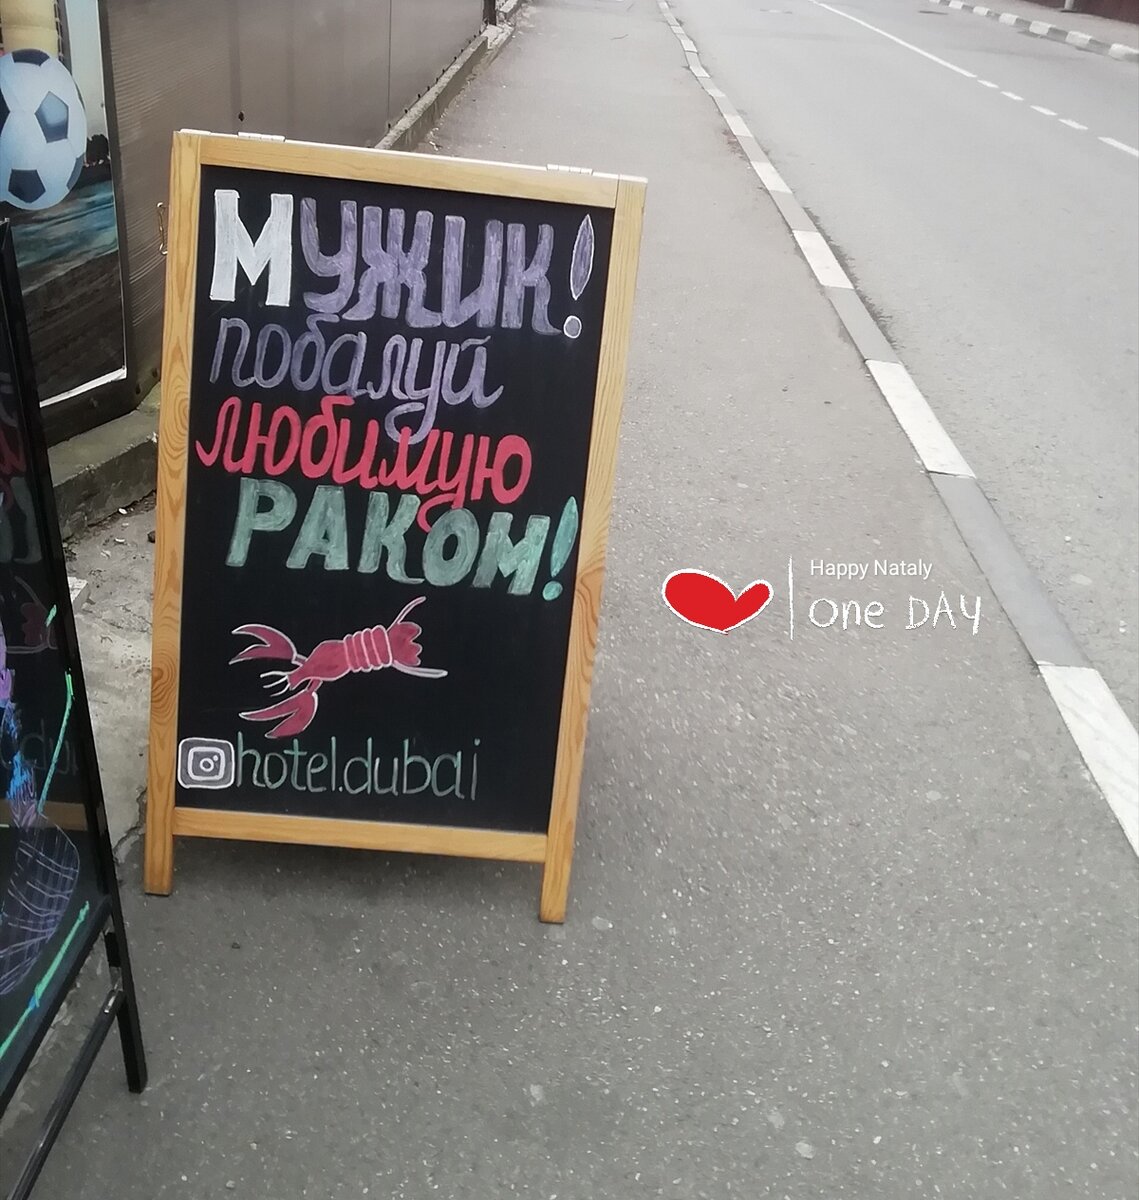 Мужик!
побалуй
любимую
РАКОМ!
hotel.dubai
Happy Nataly
one DAY